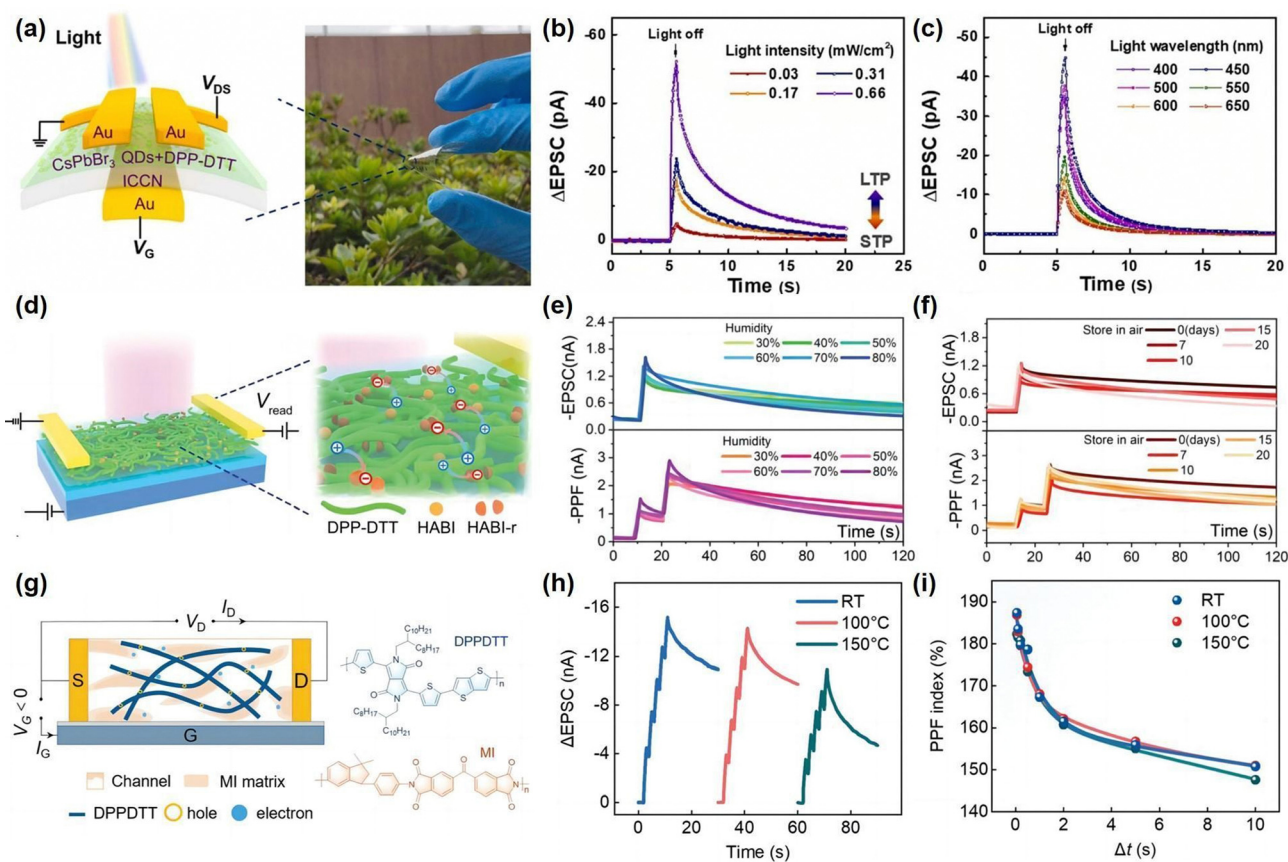 (a)
Light
V_DS
Au
Au
CsPbBr3 QDs+DPP-DTT
ICCN
Au
V_G
(b)
Light off
Light intensity (mW/cm²)
0.03 0.31
0.17 0.66
LTP
STP
ΔEPSC (pA)
-60
-40
-20
0
0 5 10 15 20 25
Time (s)
(c)
Light off
Light wavelength (nm)
400 450
500 550
600 650
ΔEPSC (pA)
-50
-40
-30
-20
-10
0
0 5 10 15 20
Time (s)
(d)
V_read
DPP-DTT HABI HABI-r
(e)
Humidity
30% 40% 50%
60% 70% 80%
-EPSC(nA)
2.4
1.8
1.2
0.6
Humidity
30% 40% 50%
60% 70% 80%
-PPF (nA)
3
2
1
0
Time (s)
0 20 40 60 80 100 120
(f)
Store in air 0(days) 15
7 20
10
-EPSC(nA)
2.4
1.8
1.2
0.6
Store in air 0(days) 15
7 20
10
-PPF (nA)
3
2
1
0
Time (s)
0 20 40 60 80 100 120
(g)
I_D
V_D
S
D
V_G < 0
I_G
G
Channel MI matrix
DPPDTT hole electron
DPPDTT
C10H21
C8H17
N
O
O
N
S
S
S
S
n
C8H17
C10H21
MI
O
O
O
N
N
O
O
n
(h)
RT
100°C
150°C
ΔEPSC (nA)
-16
-12
-8
-4
0
0 20 40 60 80
Time (s)
(i)
RT
100°C
150°C
PPF index (%)
190
180
170
160
150
140
0 2 4 6 8 10
Δt (s)